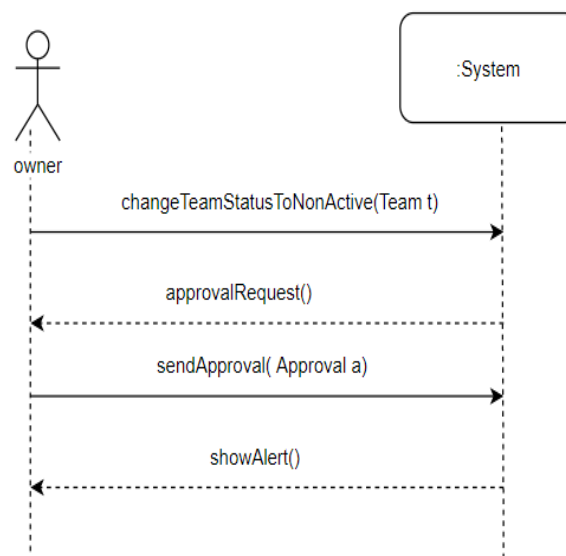 :System
owner
changeTeamStatusToNonActive(Team t)
approvalRequest()
sendApproval( Approval a)
showAlert()